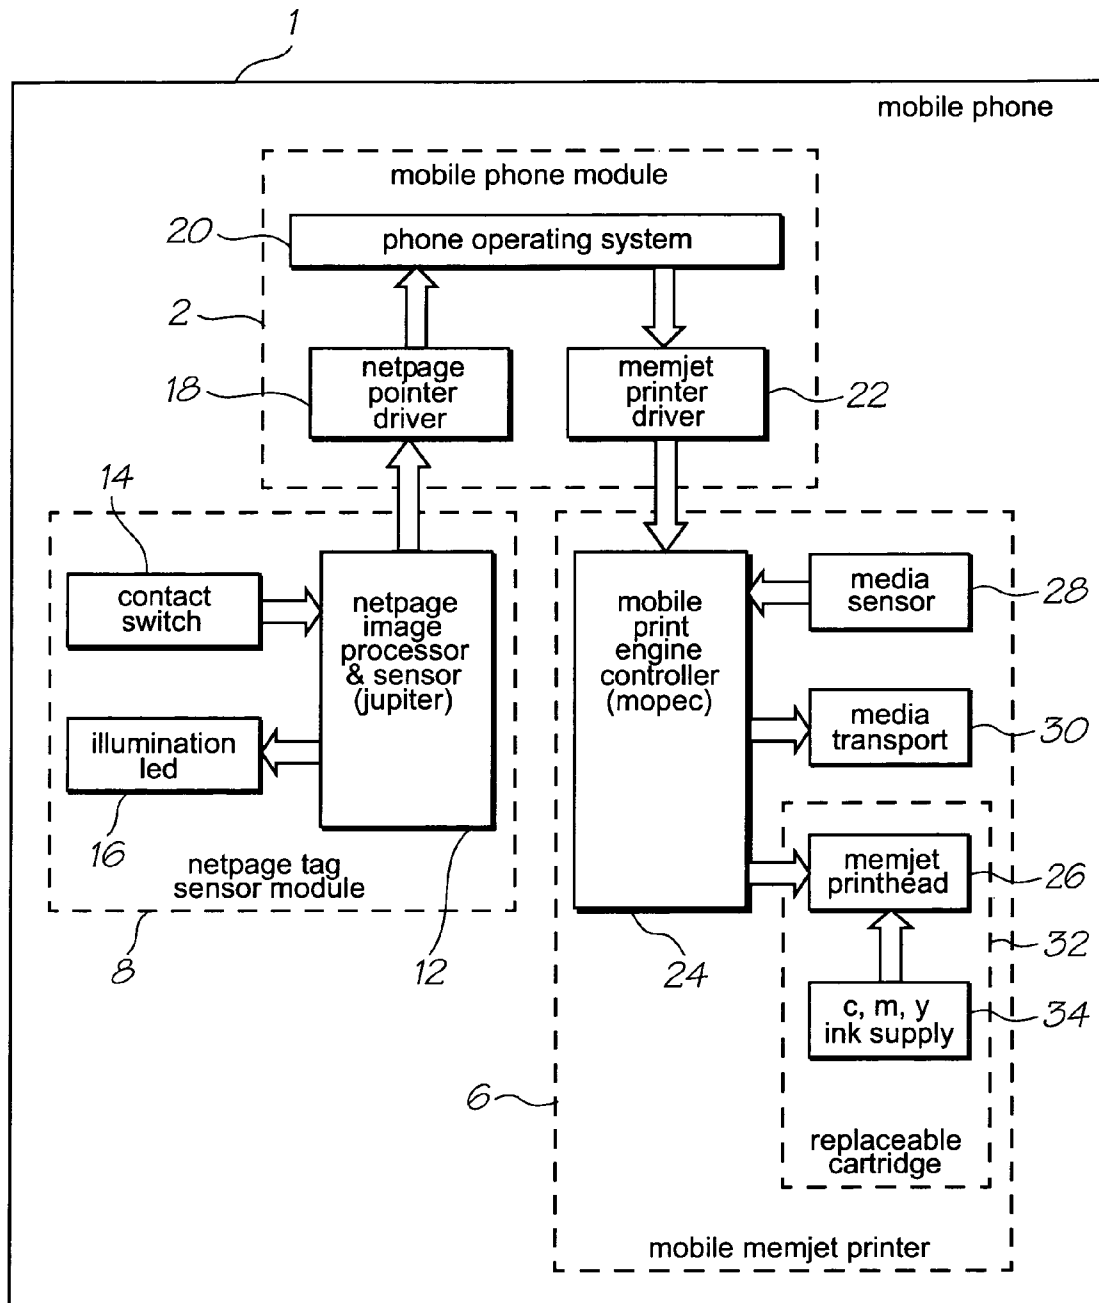 1
mobile phone
mobile phone module
20
phone operating system
2
18
netpage
pointer
driver
memjet
printer
driver
22
14
contact
switch
netpage
image
processor
& sensor
(jupiter)
illumination
led
16
netpage tag
sensor module
8
12
mobile
print
engine
controller
(mopec)
media
sensor
28
media
transport
30
memjet
printhead
26
24
32
c, m, y
ink supply
34
6
replaceable
cartridge
mobile memjet printer